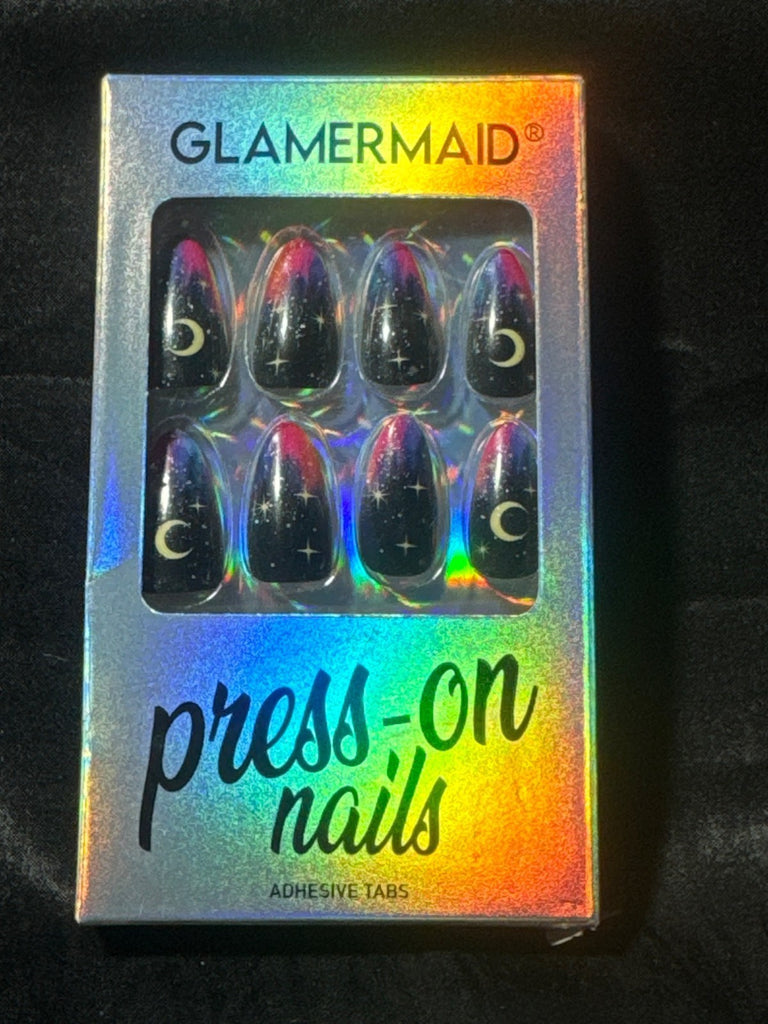 GLAMERMAID®
press-on
nails
ADHESIVE TABS